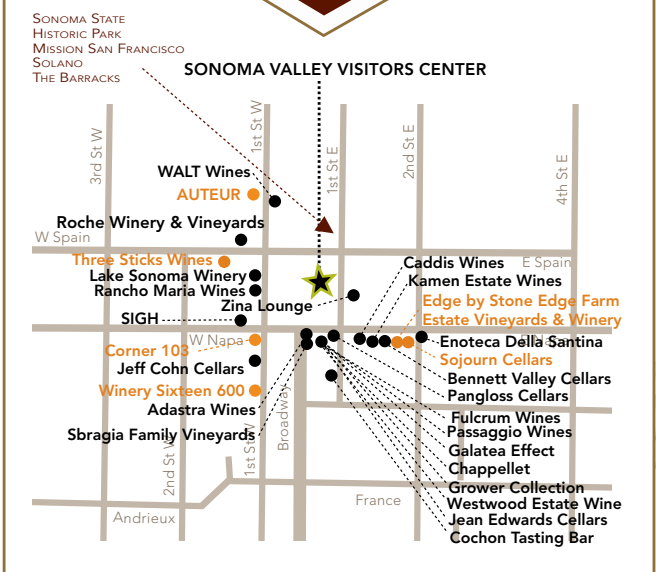 SONOMA STATE
HISTORIC PARK
MISSION SAN FRANCISCO
SOLANO
THE BARRACKS
SONOMA VALLEY VISITORS CENTER
3rd St W
1st St W
1st St E
2nd St E
4th St E
WALT Wines
AUTEUR
Roche Winery & Vineyards
W Spain
E Spain
Three Sticks Wines
Lake Sonoma Winery
Rancho Maria Wines
Zina Lounge
SIGH
Caddis Wines
Kamen Estate Wines
Edge by Stone Edge Farm
Estate Vineyards & Winery
W Napa
Enoteca Della Santina
Corner 103
Sojourn Cellars
Jeff Cohn Cellars
Bennett Valley Cellars
Winery Sixteen 600
Pangloss Cellars
Adastra Wines
Fulcrum Wines
Sbragia Family Vineyards
Passaggio Wines
Broadway
2nd St W
1st St W
Galatea Effect
Chappellet
Grower Collection
Westwood Estate Wine
France
Andrieux
Jean Edwards Cellars
Cochon Tasting Bar